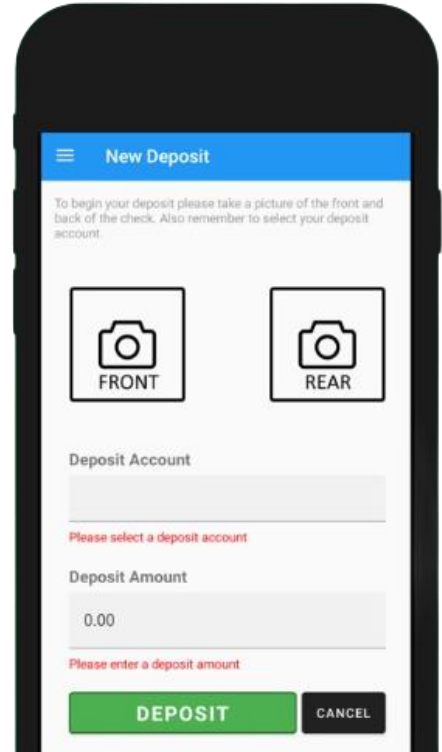 New Deposit
To begin your deposit please take a picture of the front and
back of the check. Also remember to select your deposit
account.
FRONT
REAR
Deposit Account
Please select a deposit account
Deposit Amount
0.00
Please enter a deposit amount
DEPOSIT
CANCEL